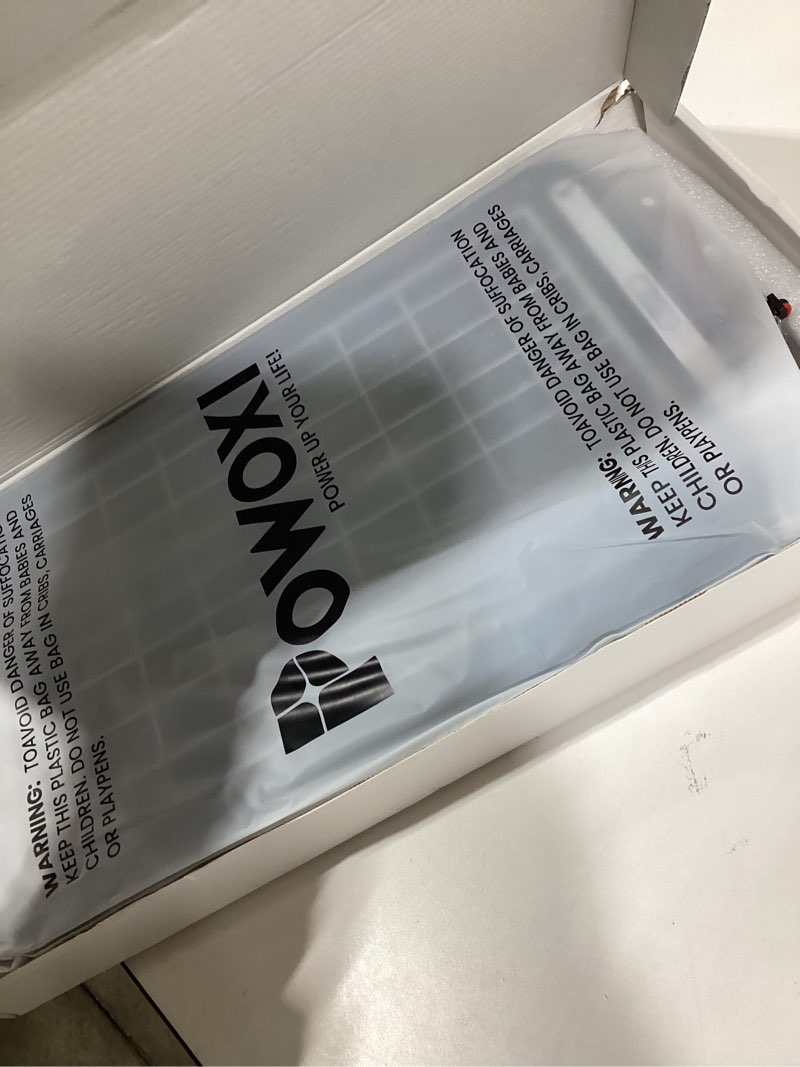 WARNING: TOAVOID DANGER OF SUFFOCATION
KEEP THIS PLASTIC BAG AWAY FROM BABIES AND
CHILDREN. DO NOT USE BAG IN CRIBS, CARRIAGES
OR PLAYPENS.
POWOXI
POWER UP YOUR LIFE!
WARNING: TOAVOID DANGER OF SUFFOCATION
KEEP THIS PLASTIC BAG AWAY FROM BABIES AND
CHILDREN. DO NOT USE BAG IN CRIBS, CARRIAGES
OR PLAYPENS.